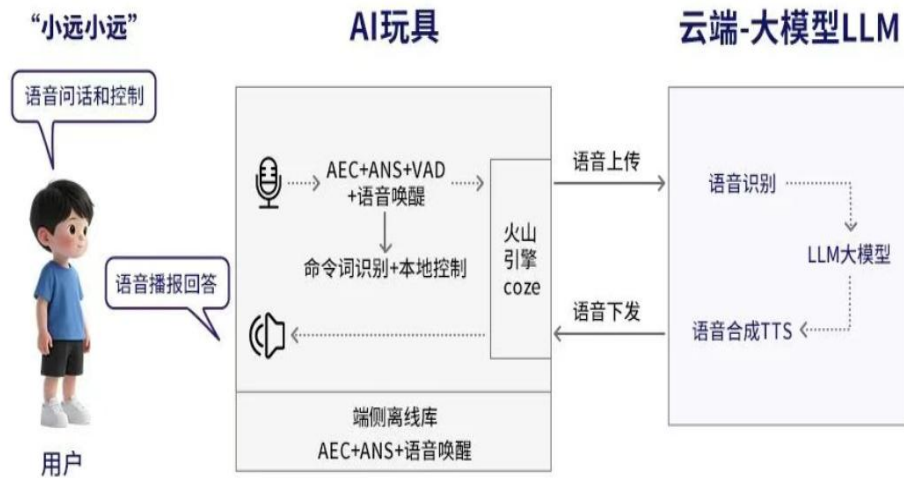 “小远小远”
AI玩具
云端-大模型LLM
语音问话和控制
AEC+ANS+VAD
+语音唤醒
命令词识别+本地控制
火山
引擎
coze
语音上传
语音下发
语音识别
LLM大模型
语音合成TTS
语音播报回答
端侧离线库
AEC+ANS+语音唤醒
用户